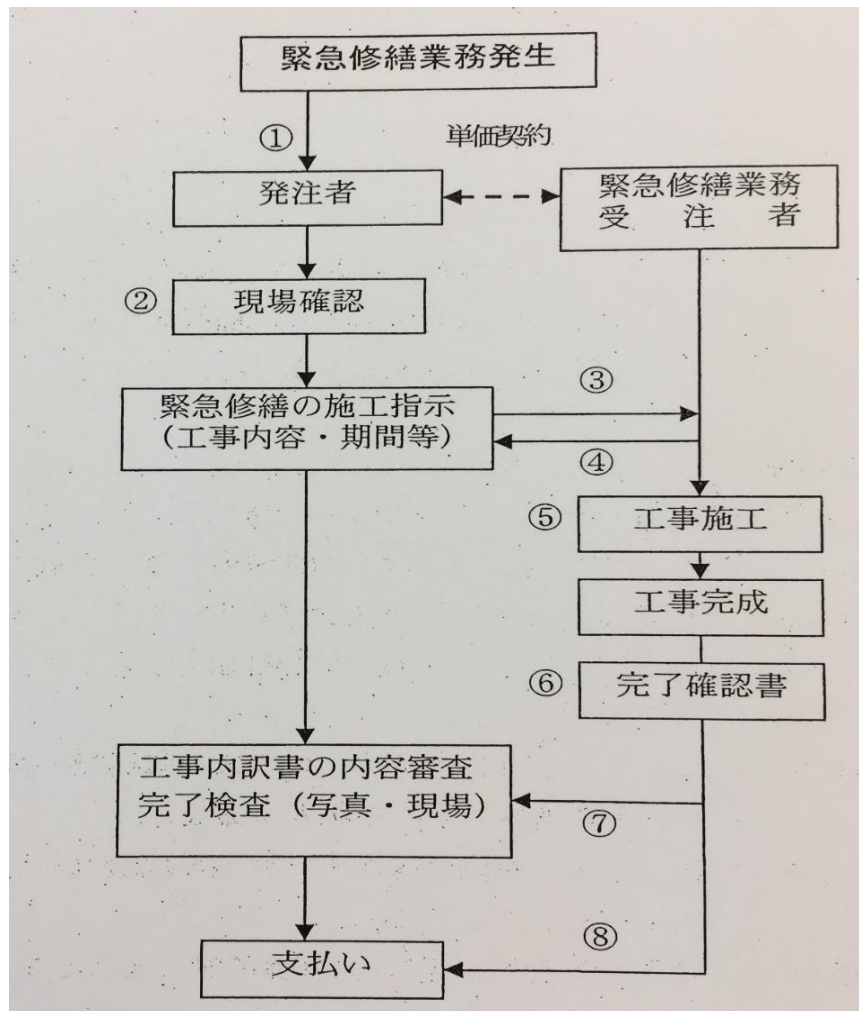 緊急修繕業務発生
①
単価契約
発注者
緊急修繕業務
受注者
②
現場確認
緊急修繕の施工指示
(工事内容・期間等)
③
④
⑤
工事施工
工事完成
⑥
完了確認書
工事内訳書の内容審査
完了検査(写真・現場)
⑦
⑧
支払い